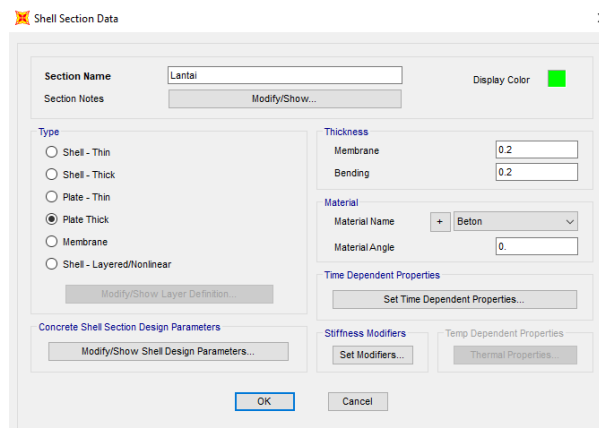 Shell Section Data
Section Name
Lantai
Display Color
Section Notes
Modify/Show...
Type
Shell - Thin
Shell - Thick
Plate - Thin
Plate Thick
Membrane
Shell - Layered/Nonlinear
Modify/Show Layer Definition...
Concrete Shell Section Design Parameters
Modify/Show Shell Design Parameters...
Thickness
Membrane
0.2
Bending
0.2
Material
Material Name
+
Beton
Material Angle
0.
Time Dependent Properties
Set Time Dependent Properties...
Stiffness Modifiers
Set Modifiers...
Temp Dependent Properties
Thermal Properties...
OK
Cancel